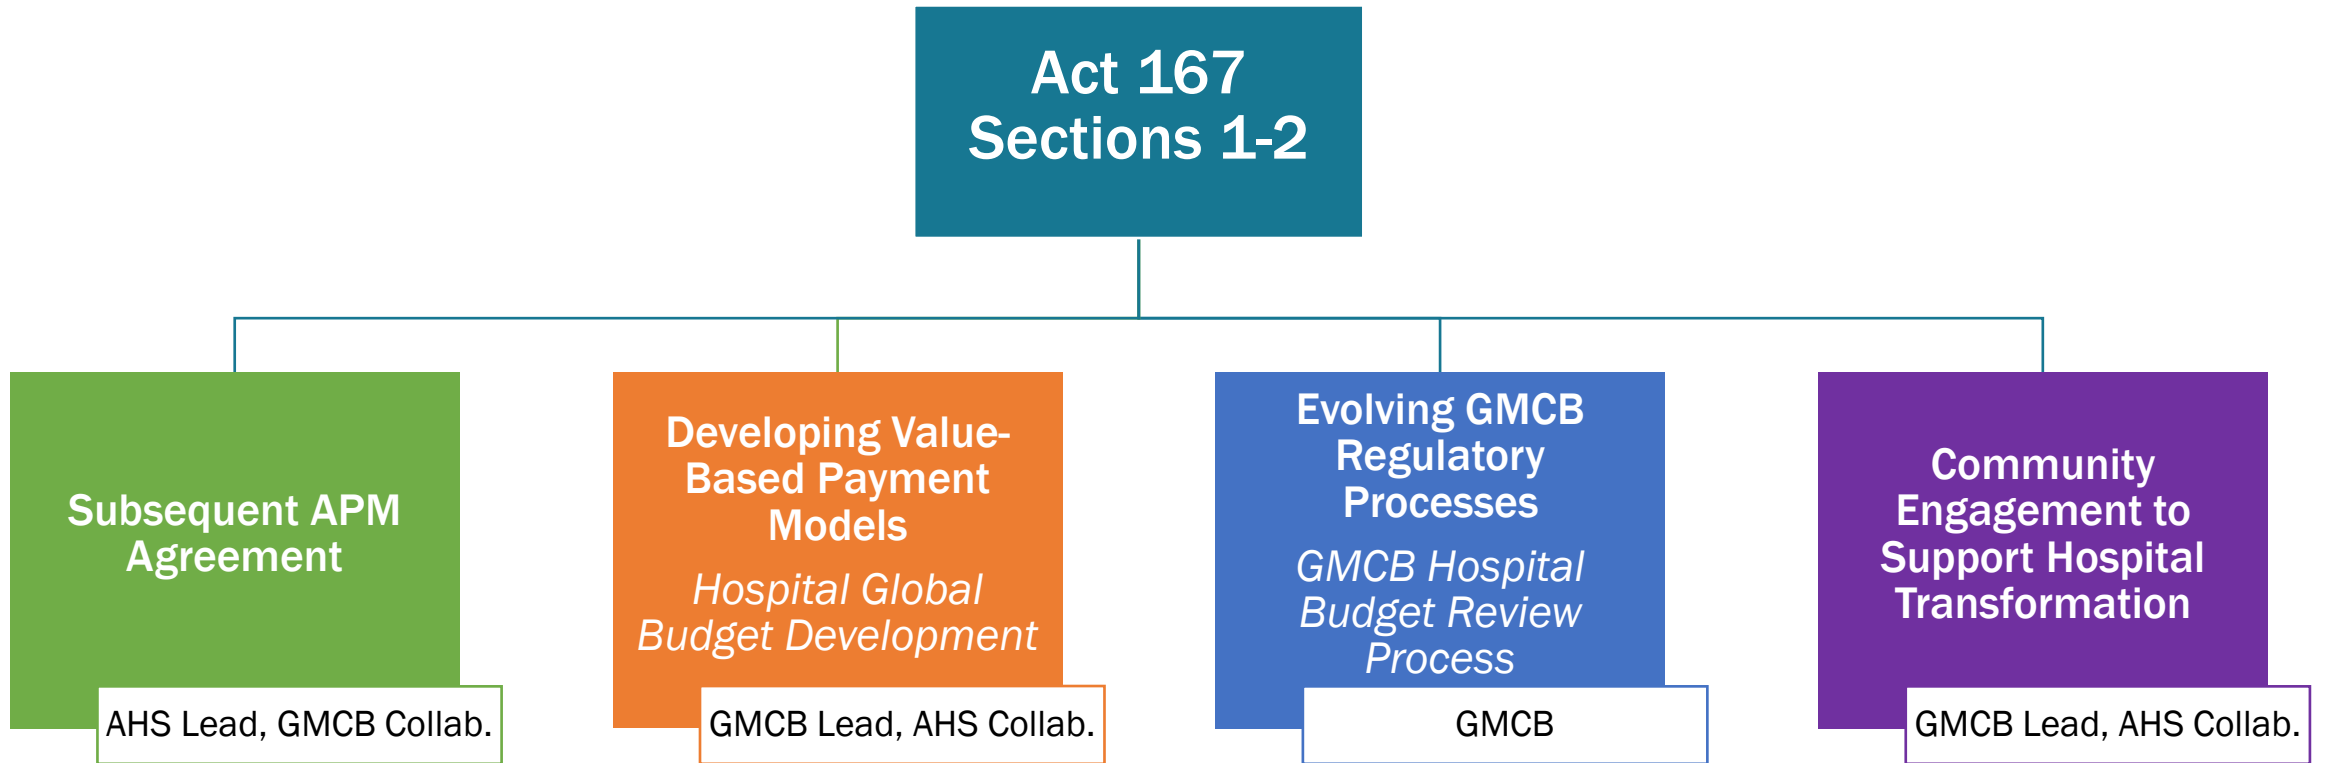 Act 167
Sections 1-2
Subsequent APM
Agreement
AHS Lead, GMCB Collab.
Developing Value-
Based Payment
Models
Hospital Global
Budget Development
GMCB Lead, AHS Collab.
Evolving GMCB
Regulatory
Processes
GMCB Hospital
Budget Review
Process
GMCB
Community
Engagement to
Support Hospital
Transformation
GMCB Lead, AHS Collab.